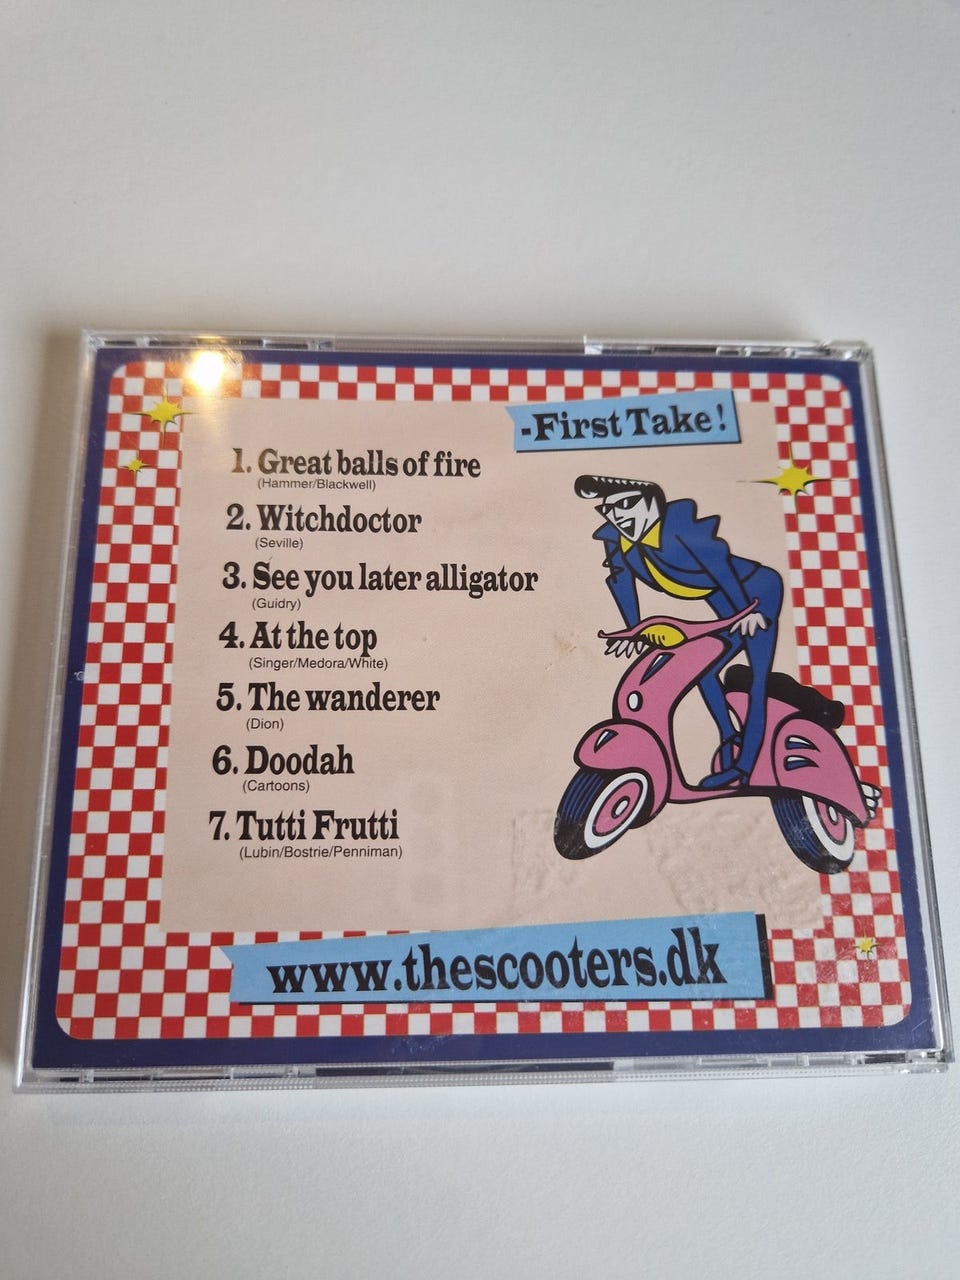 -First Take!
1. Great balls of fire
(Hammer/Blackwell)
2. Witchdoctor
(Seville)
3. See you later alligator
(Guidry)
4. At the top
(Singer/Medora/White)
5. The wanderer
(Dion)
6. Doodah
(Cartoons)
7. Tutti Frutti
(Lubin/Bostrie/Penniman)
www.thescooters.dk